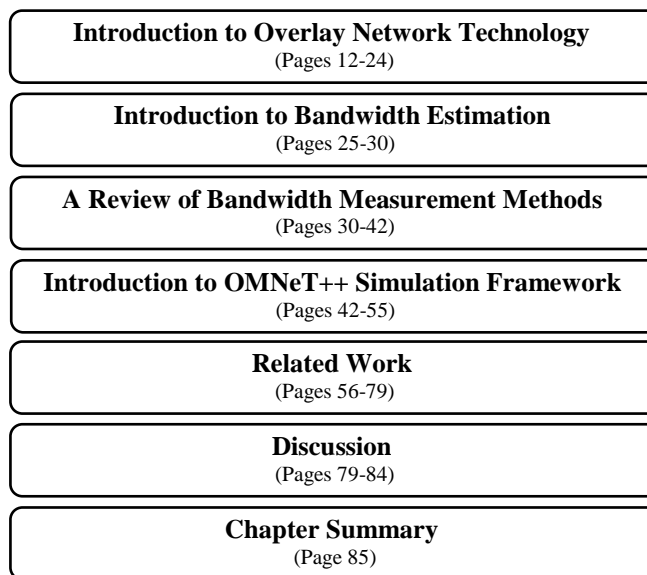 Introduction to Overlay Network Technology
(Pages 12-24)
Introduction to Bandwidth Estimation
(Pages 25-30)
A Review of Bandwidth Measurement Methods
(Pages 30-42)
Introduction to OMNeT++ Simulation Framework
(Pages 42-55)
Related Work
(Pages 56-79)
Discussion
(Pages 79-84)
Chapter Summary
(Page 85)